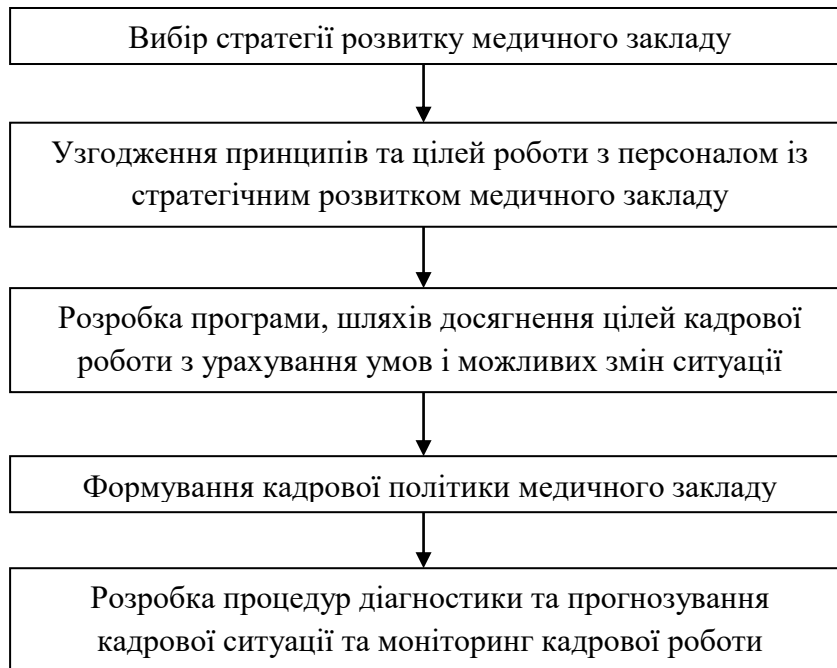 Вибір стратегії розвитку медичного закладу
Узгодження принципів та цілей роботи з персоналом із
стратегічним розвитком медичного закладу
Розробка програми, шляхів досягнення цілей кадрової
роботи з урахування умов і можливих змін ситуації
Формування кадрової політики медичного закладу
Розробка процедур діагностики та прогнозування
кадрової ситуації та моніторинг кадрової роботи